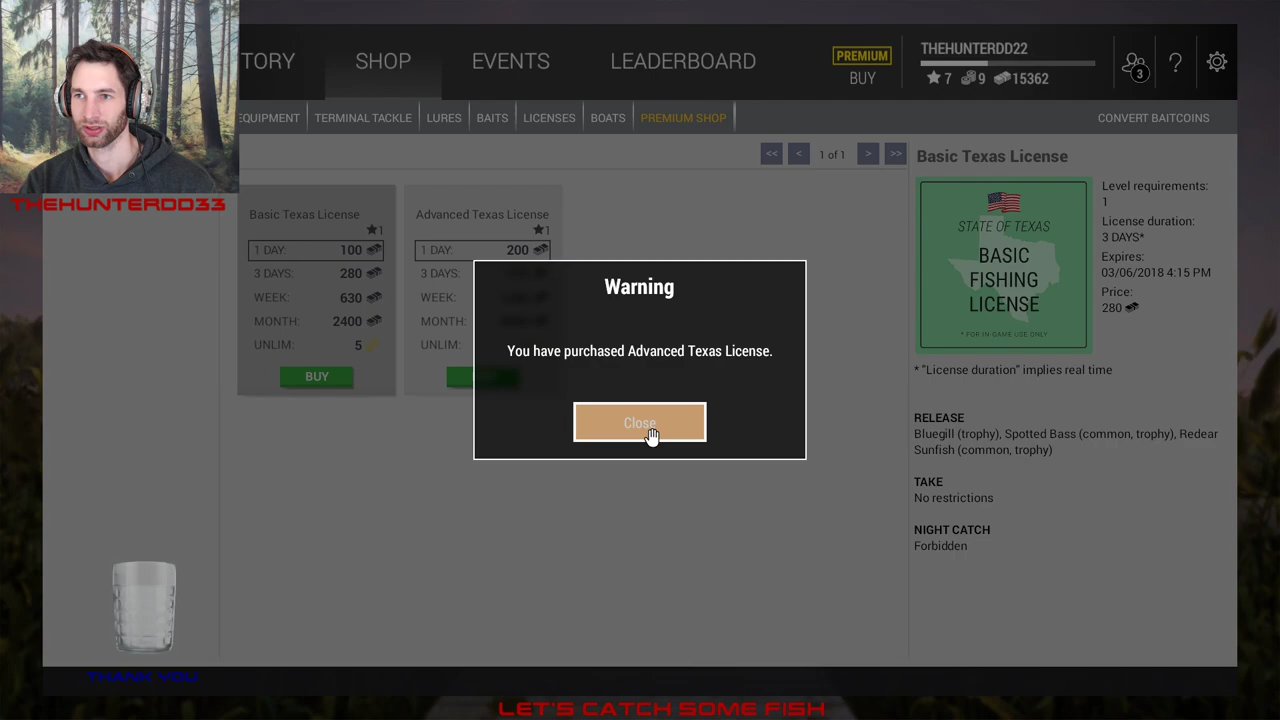 TORY
SHOP
EVENTS
LEADERBOARD
PREMIUM
BUY
THEHUNTERDD22
7 9 15362
3
?
EQUIPMENT
TERMINAL TACKLE
LURES
BAITS
LICENSES
BOATS
PREMIUM SHOP
CONVERT BAITCOINS
THEHUNTERDD33
<< < 1 of 1 > >>
Basic Texas License
1
1 DAY: 100
3 DAYS: 280
WEEK: 630
MONTH: 2400
UNLIM: 5
BUY
Advanced Texas License
1
1 DAY: 200
3 DAYS:
WEEK:
MONTH:
UNLIM:
Warning
You have purchased Advanced Texas License.
Close
Basic Texas License
STATE OF TEXAS
BASIC
FISHING
LICENSE
* FOR IN-GAME USE ONLY
Level requirements:
1
License duration:
3 DAYS*
Expires:
03/06/2018 4:15 PM
Price:
280
* "License duration" implies real time
RELEASE
Bluegill (trophy), Spotted Bass (common, trophy), Redear
Sunfish (common, trophy)
TAKE
No restrictions
NIGHT CATCH
Forbidden
THANK YOU
LET'S CATCH SOME FISH